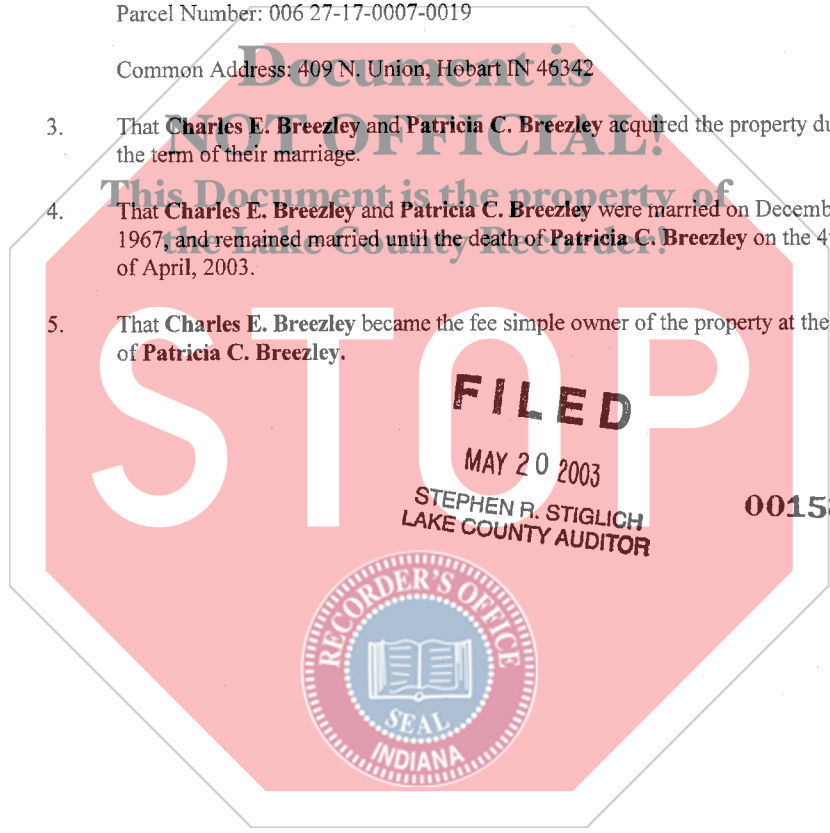 Parcel Number: 006 27-17-0007-0019
Document is
Common Address: 409 N. Union, Hobart IN 46342
3. That Charles E. Breezley and Patricia C. Breezley acquired the property du
NOT OFFICIAL!
the term of their marriage.
This Document is the property of
4. That Charles E. Breezley and Patricia C. Breezley were married on Decemb
the Lake County Recorder!
1967, and remained married until the death of Patricia C. Breezley on the 4
of April, 2003.
5. That Charles E. Breezley became the fee simple owner of the property at the
of Patricia C. Breezley.
STOP
FILED
MAY 20 2003
STEPHEN R. STIGLICH
LAKE COUNTY AUDITOR
0015
RECORDER'S OFFICE
SEAL
INDIANA